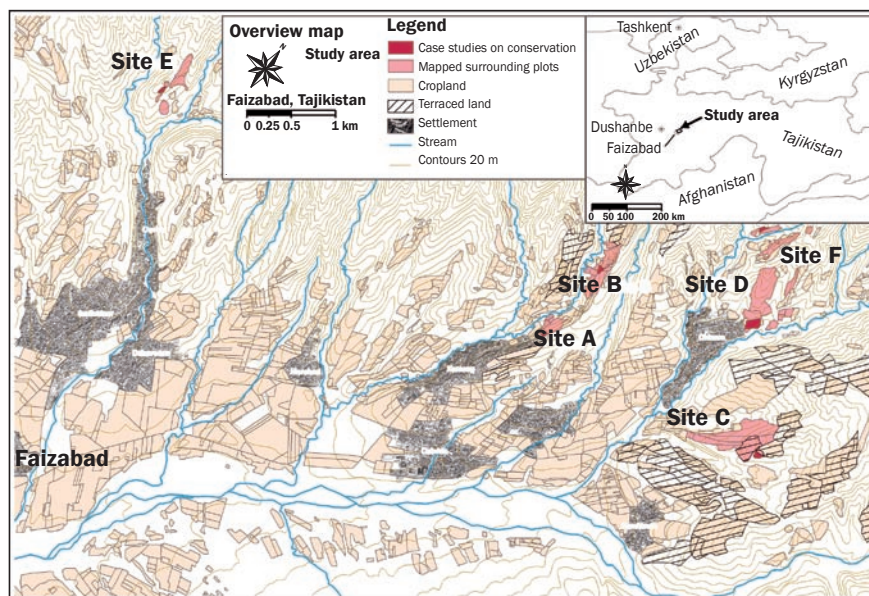 Overview map
N
Study area
Faizabad, Tajikistan
0 0.25 0.5 1 km
Legend
Case studies on conservation
Mapped surrounding plots
Cropland
Terraced land
Settlement
Stream
Contours 20 m
Tashkent
Uzbekistan
Kyrgyzstan
Dushanbe
Study area
Faizabad
Tajikistan
N
Afghanistan
0 50 100 200 km
Site E
Site B
Site A
Site D
Site F
Site C
Faizabad